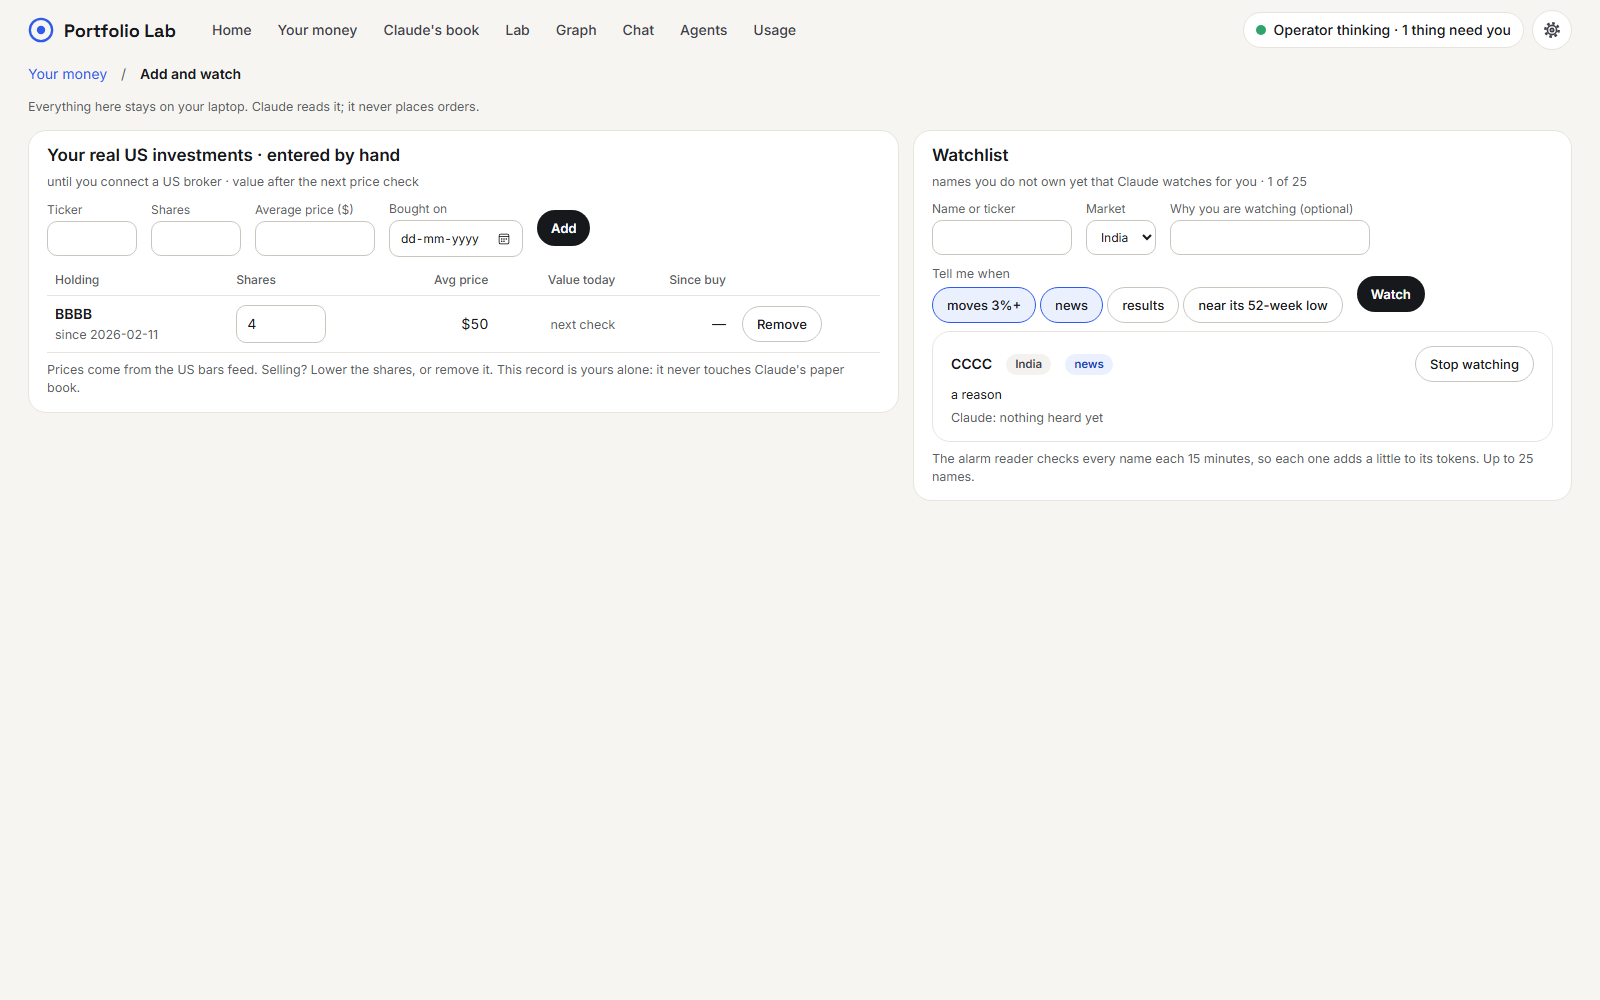 Portfolio Lab Home Your money Claude's book Lab Graph Chat Agents Usage Operator thinking · 1 thing need you
Your money / Add and watch
Everything here stays on your laptop. Claude reads it; it never places orders.
Your real US investments · entered by hand
until you connect a US broker · value after the next price check
Ticker Shares Average price ($) Bought on
dd-mm-yyyy Add
Holding Shares Avg price Value today Since buy
BBBB
since 2026-02-11
4 $50 next check — Remove
Prices come from the US bars feed. Selling? Lower the shares, or remove it. This record is yours alone: it never touches Claude's paper
book.
Watchlist
names you do not own yet that Claude watches for you · 1 of 25
Name or ticker Market Why you are watching (optional)
India
Tell me when
moves 3%+ news results near its 52-week low Watch
CCCC India news Stop watching
a reason
Claude: nothing heard yet
The alarm reader checks every name each 15 minutes, so each one adds a little to its tokens. Up to 25
names.